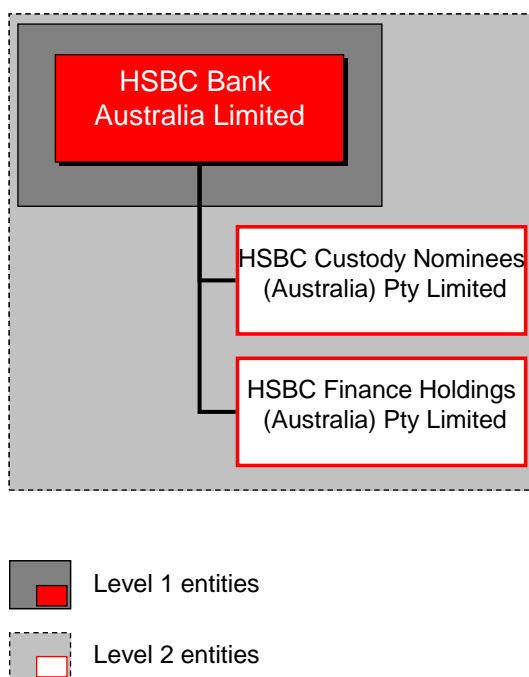 HSBC Bank
Australia Limited
HSBC Custody Nominees
(Australia) Pty Limited
HSBC Finance Holdings
(Australia) Pty Limited
Level 1 entities
Level 2 entities